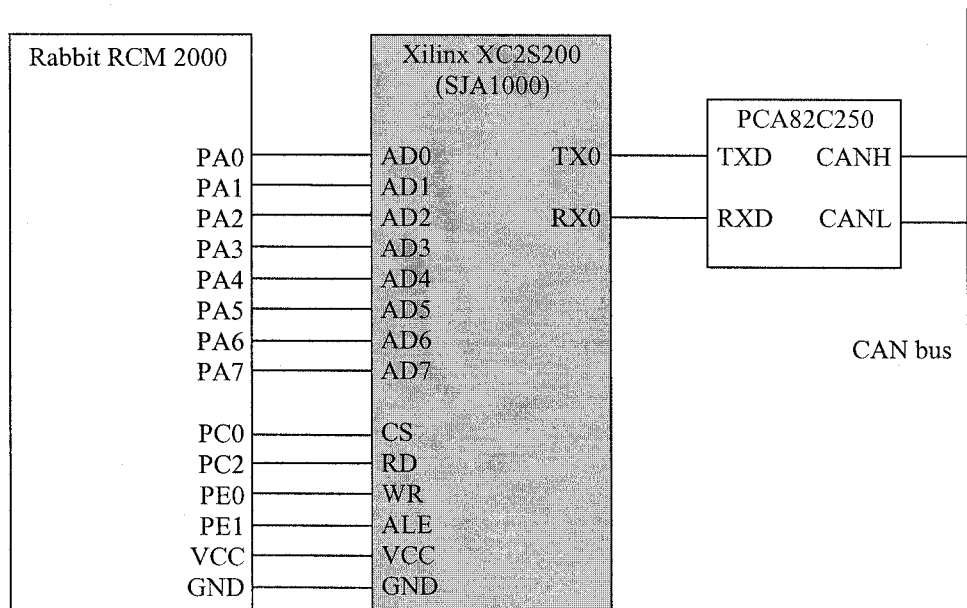 Rabbit RCM 2000
PA0
PA1
PA2
PA3
PA4
PA5
PA6
PA7
PC0
PC2
PE0
PE1
VCC
GND
Xilinx XC2S200
(SJA1000)
AD0
AD1
AD2
AD3
AD4
AD5
AD6
AD7
CS
RD
WR
ALE
VCC
GND
TX0
RX0
PCA82C250
TXD CANH
RXD CANL
CAN bus